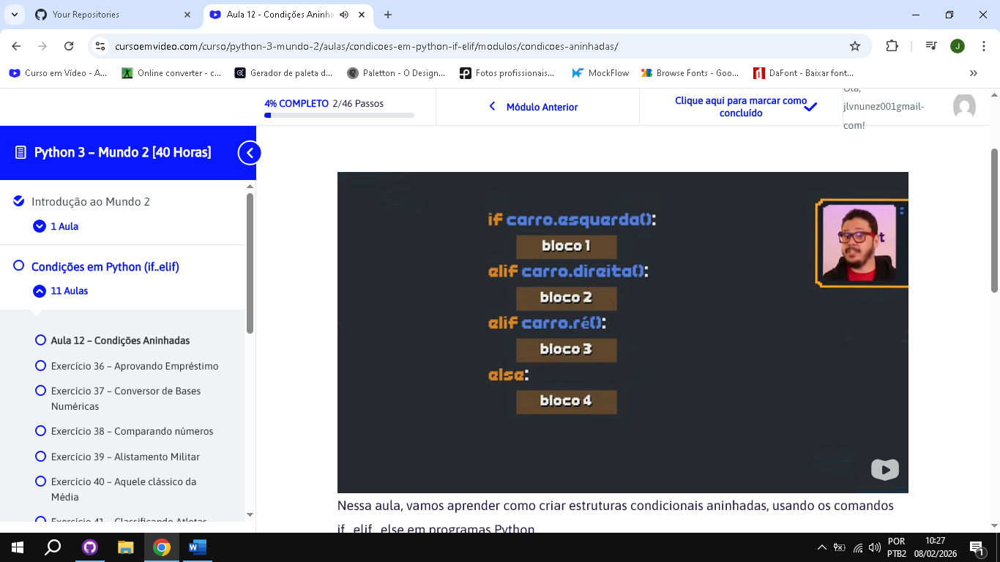 Your Repositories
Aula 12 - Condições Aninha
cursoemvideo.com/curso/python-3-mundo-2/aulas/condicoes-em-python-if-elif/modulos/condicoes-aninhadas/
J
Curso em Vídeo - A...
Online converter - c...
Gerador de paleta d...
Paletton - O Design...
Fotos profissionais...
MockFlow
Browse Fonts - Goo...
DaFont - Baixar font...
4% COMPLETO 2/46 Passos
Módulo Anterior
Clique aqui para marcar como
concluído
Olá,
jlvnunez001gmail-
com!
Python 3 – Mundo 2 [40 Horas]
Introdução ao Mundo 2
1 Aula
Condições em Python (if..elif)
11 Aulas
Aula 12 – Condições Aninhadas
Exercício 36 – Aprovando Empréstimo
Exercício 37 – Conversor de Bases
Numéricas
Exercício 38 – Comparando números
Exercício 39 – Alistamento Militar
Exercício 40 – Aquele clássico da
Média
Exercício 41 – Classificando Atletas
if carro.esquerda():
bloco 1
elif carro.direita():
bloco 2
elif carro.ré():
bloco 3
else:
bloco 4
Nessa aula, vamos aprender como criar estruturas condicionais aninhadas, usando os comandos
if.. elif.. else em programas Python
POR
PTB2
10:27
08/02/2026
1